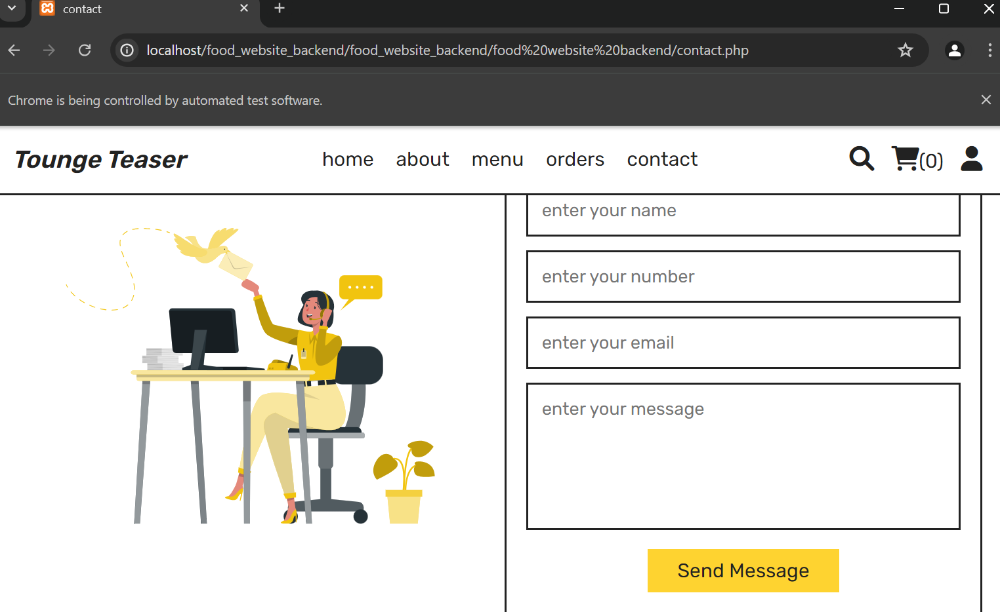 contact
localhost/food_website_backend/food_website_backend/food%20website%20backend/contact.php
Chrome is being controlled by automated test software.
Tounge Teaser
home about menu orders contact
(0)
enter your name
enter your number
enter your email
enter your message
Send Message